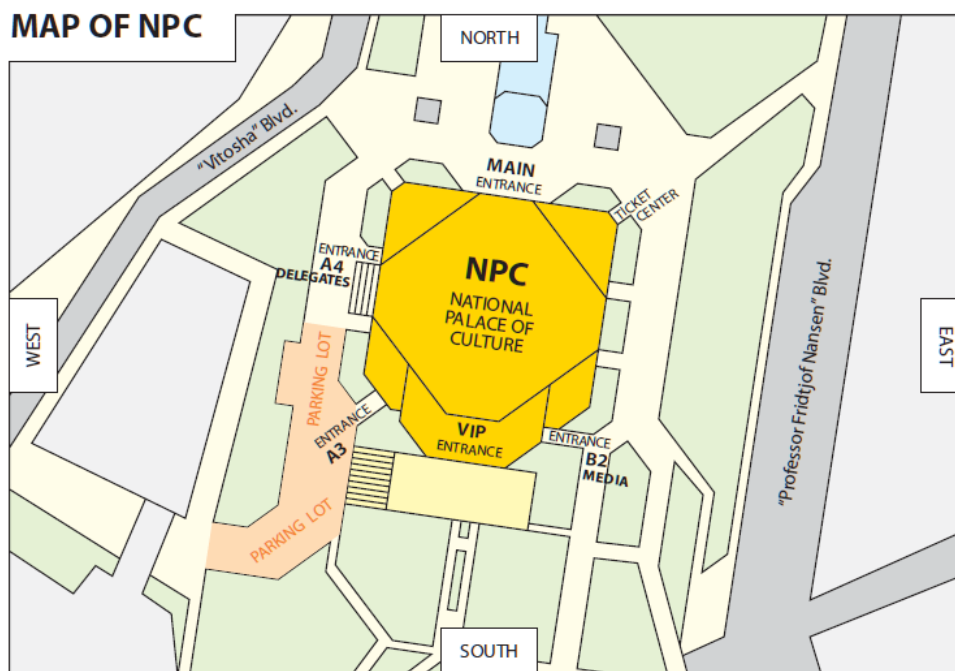 MAP OF NPC
NORTH
"Vitosha" Blvd.
MAIN
ENTRANCE
TICKET
CENTER
ENTRANCE
A4
DELEGATES
NPC
NATIONAL
PALACE OF
CULTURE
WEST
EAST
PARKING LOT
"Professor Fridtjof Nansen" Blvd.
ENTRANCE
A3
VIP
ENTRANCE
ENTRANCE
B2
MEDIA
PARKING LOT
SOUTH